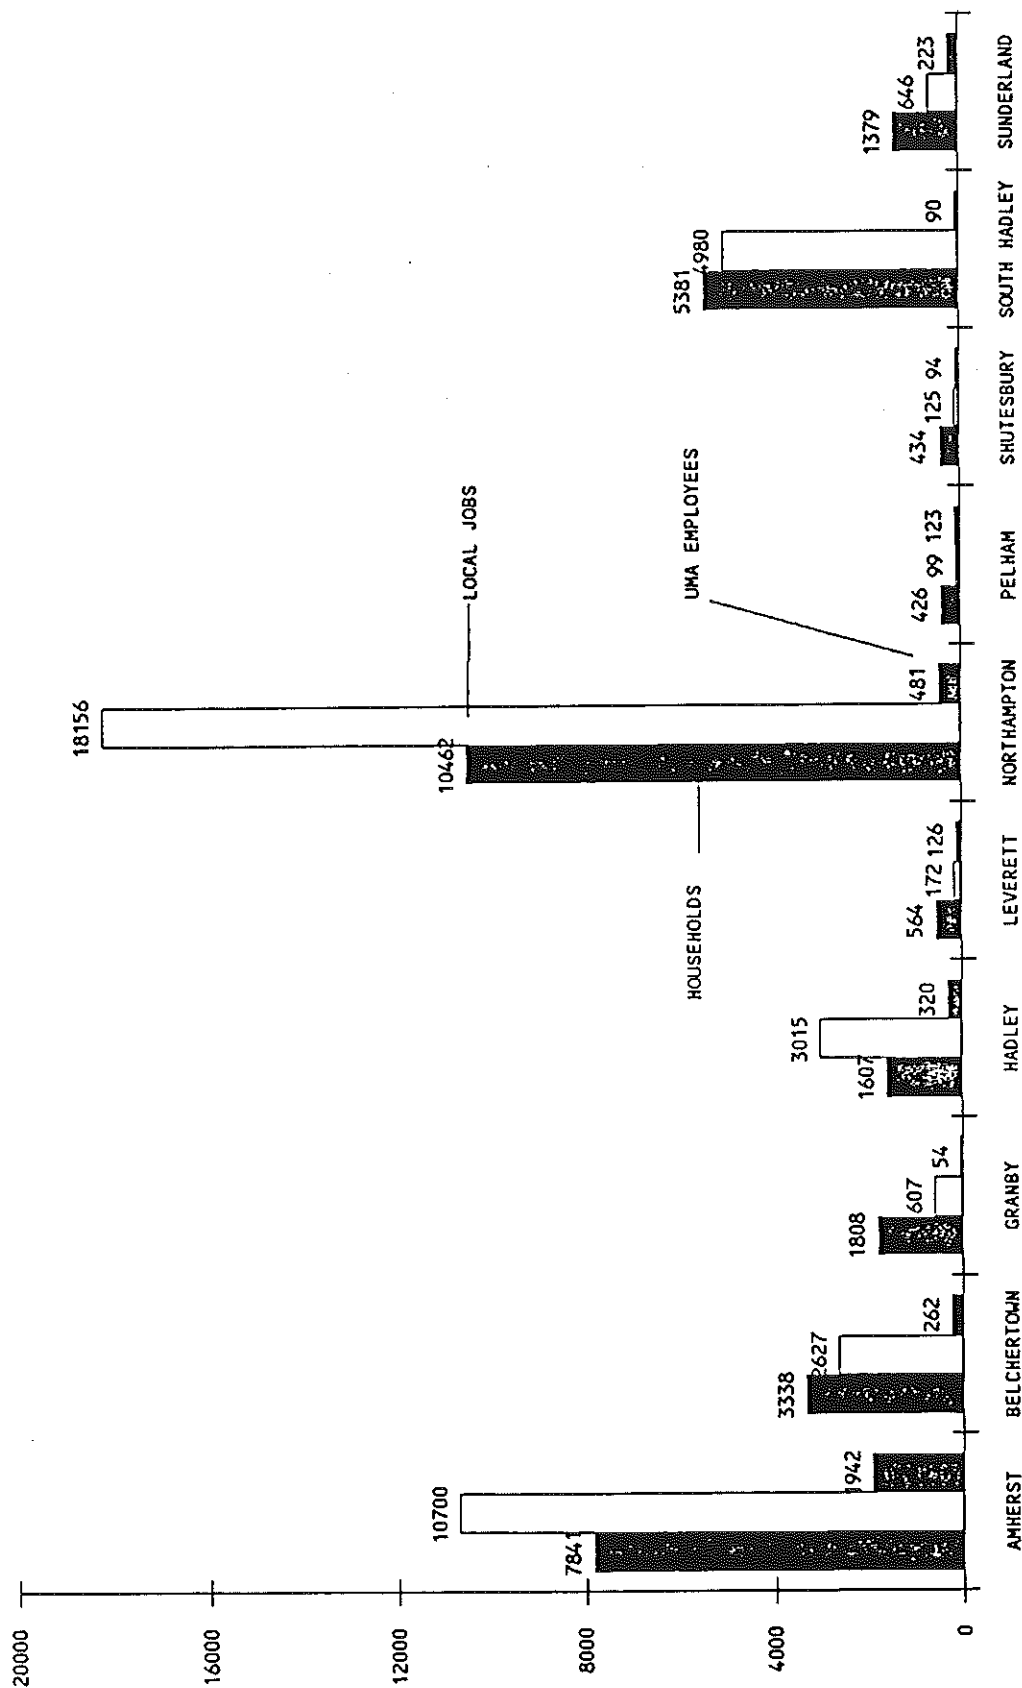 20000
16000
12000
8000
4000
0
7841
10700
1942
3338
2627
262
1808
607
54
1607
3015
320
564
172
126
10462
18156
481
426
99
123
434
125
94
5381
4980
90
1379
646
223
HOUSEHOLDS
LOCAL JOBS
UMA EMPLOYEES
AMHERST
BELCHERTOWN
GRANBY
HADLEY
LEVERETT
NORTHAMPTON
PELHAM
SHUTESBURY
SOUTH HADLEY
SUNDERLAND